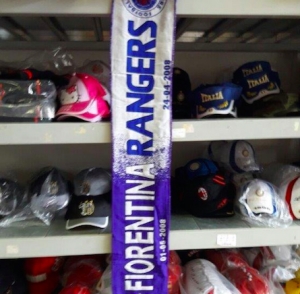 RANGERS
24-04-2008
FIORENTINA
01-05-2008
ITALIA
ITALIA